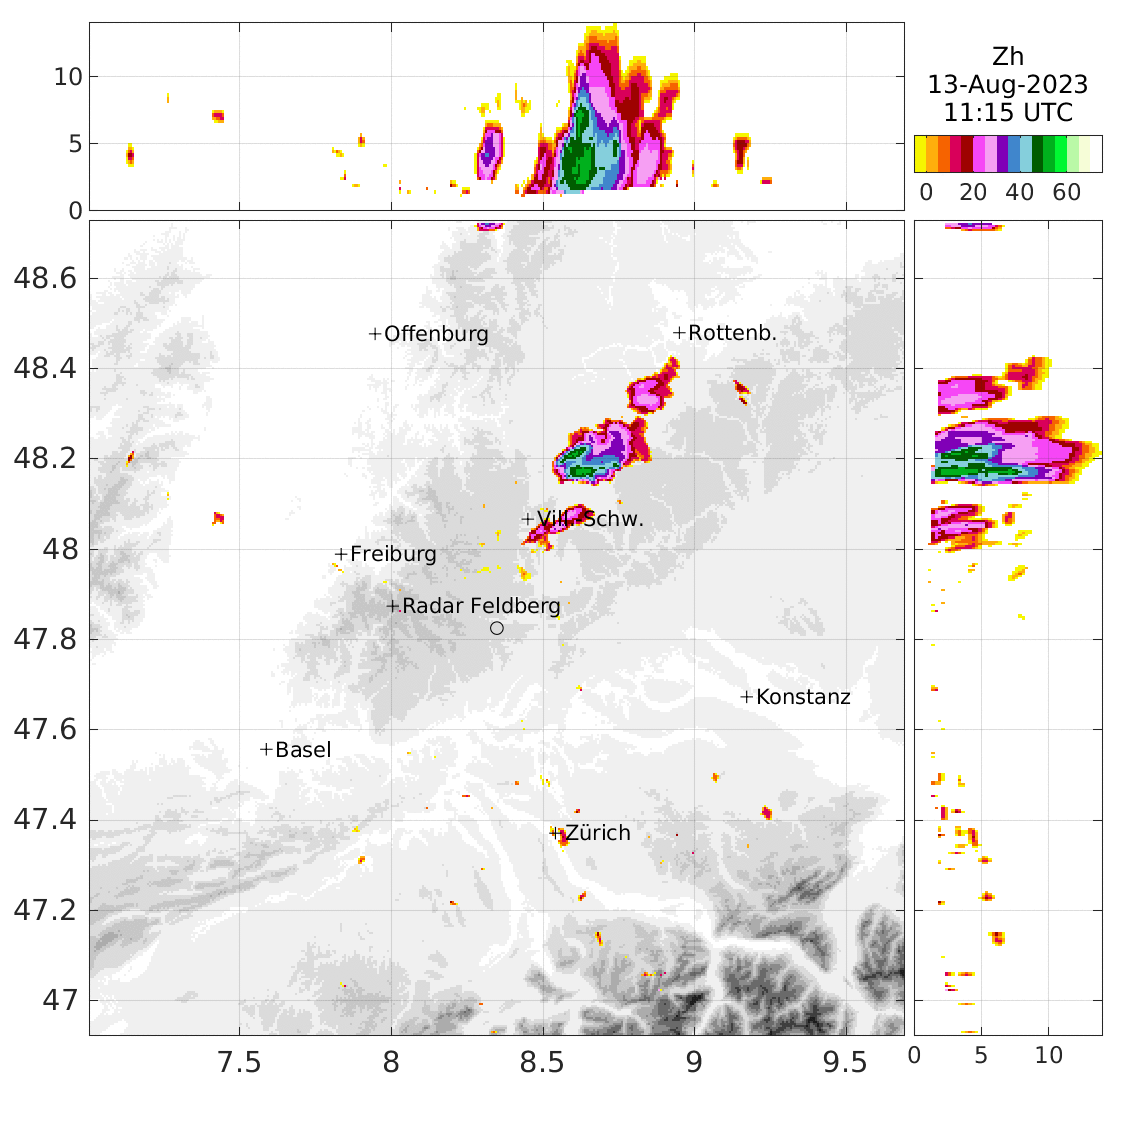 10
5
0
Zh
13-Aug-2023
11:15 UTC
0 20 40 60
48.6
48.4
48.2
48
47.8
47.6
47.4
47.2
47
+Offenburg
+Rottenb.
+Vill.-Schw.
+Freiburg
+Radar Feldberg
+Konstanz
+Basel
+Zürich
7.5 8 8.5 9 9.5
0 5 10